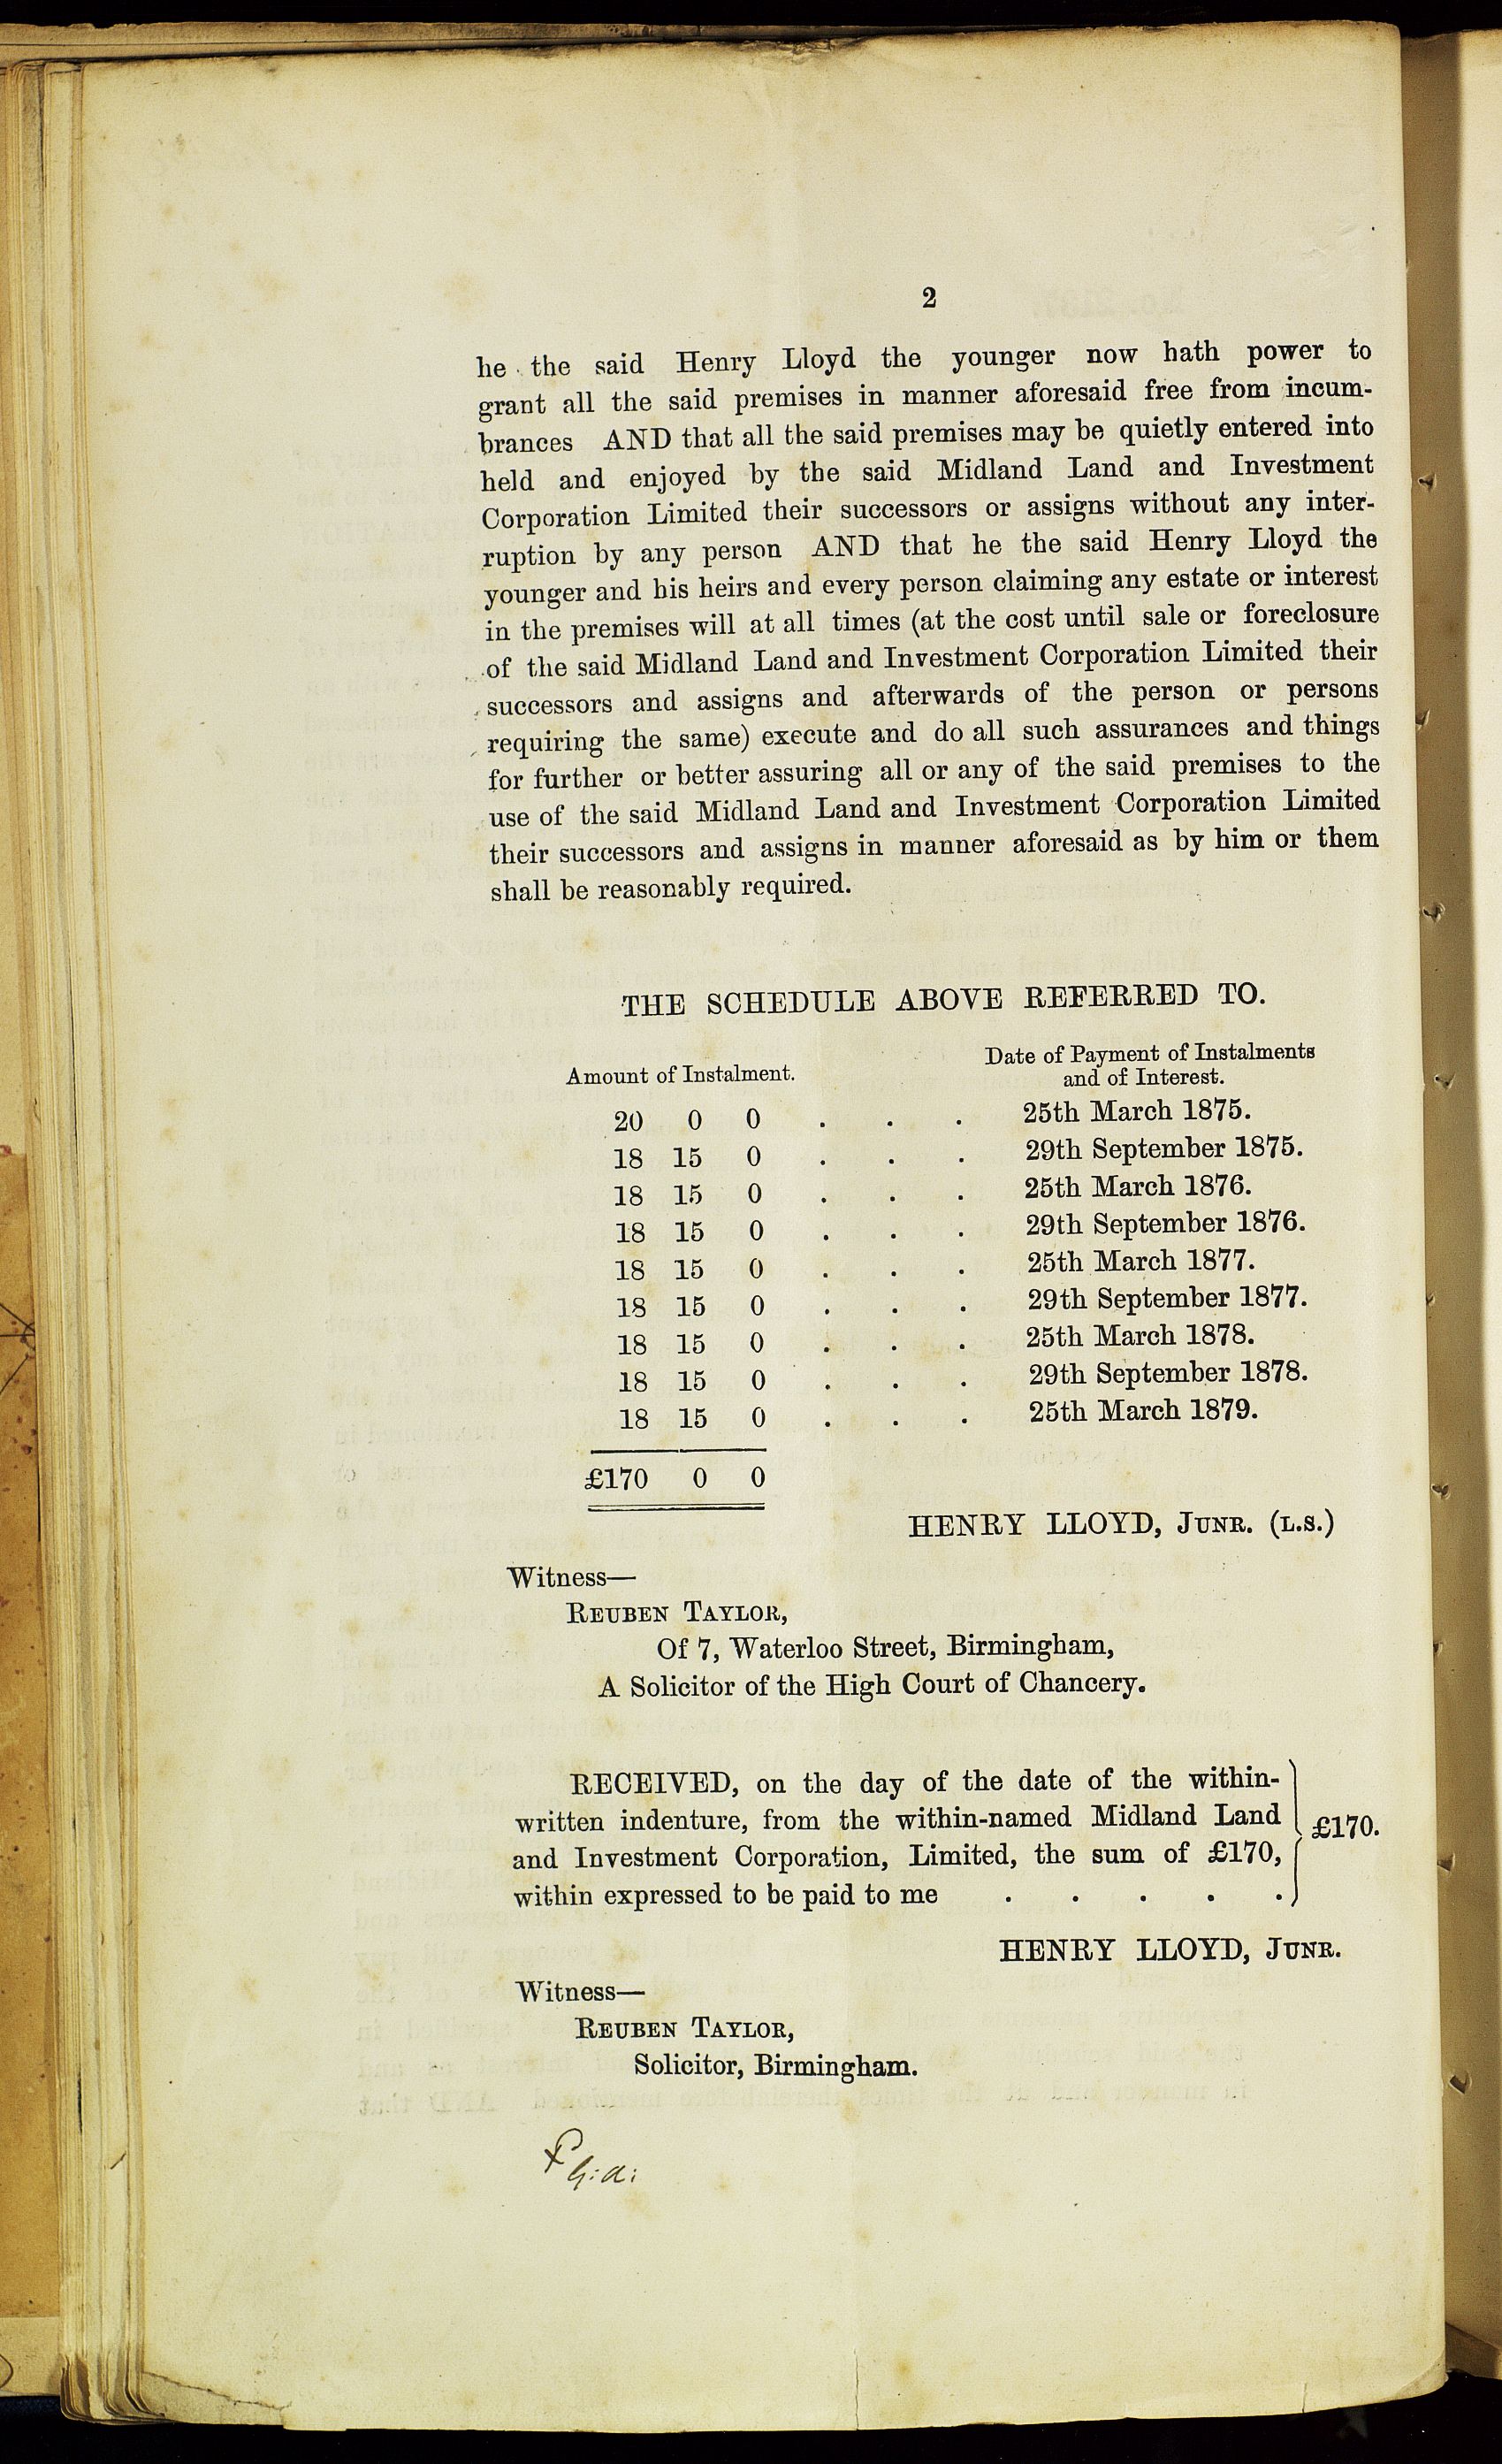 2
he the said Henry Lloyd the younger now hath power to
grant all the said premises in manner aforesaid free from incum-
brances AND that all the said premises may be quietly entered into
held and enjoyed by the said Midland Land and Investment
Corporation Limited their successors or assigns without any inter-
ruption by any person AND that he the said Henry Lloyd the
younger and his heirs and every person claiming any estate or interest
in the premises will at all times (at the cost until sale or foreclosure
of the said Midland Land and Investment Corporation Limited their
successors and assigns and afterwards of the person or persons
requiring the same) execute and do all such assurances and things
for further or better assuring all or any of the said premises to the
use of the said Midland Land and Investment Corporation Limited
their successors and assigns in manner aforesaid as by him or them
shall be reasonably required.
THE SCHEDULE ABOVE REFERRED TO.
Amount of Instalment. Date of Payment of Instalments
and of Interest.
20 0 0 . . . 25th March 1875.
18 15 0 . . . 29th September 1875.
18 15 0 . . . 25th March 1876.
18 15 0 . . . 29th September 1876.
18 15 0 . . . 25th March 1877.
18 15 0 . . . 29th September 1877.
18 15 0 . . . 25th March 1878.
18 15 0 . . . 29th September 1878.
18 15 0 . . . 25th March 1879.
£170 0 0
HENRY LLOYD, JUNR. (L.S.)
Witness—
REUBEN TAYLOR,
Of 7, Waterloo Street, Birmingham,
A Solicitor of the High Court of Chancery.
RECEIVED, on the day of the date of the within-
written indenture, from the within-named Midland Land
and Investment Corporation, Limited, the sum of £170,
within expressed to be paid to me . . . . .
£170.
HENRY LLOYD, JUNR.
Witness—
REUBEN TAYLOR,
Solicitor, Birmingham.